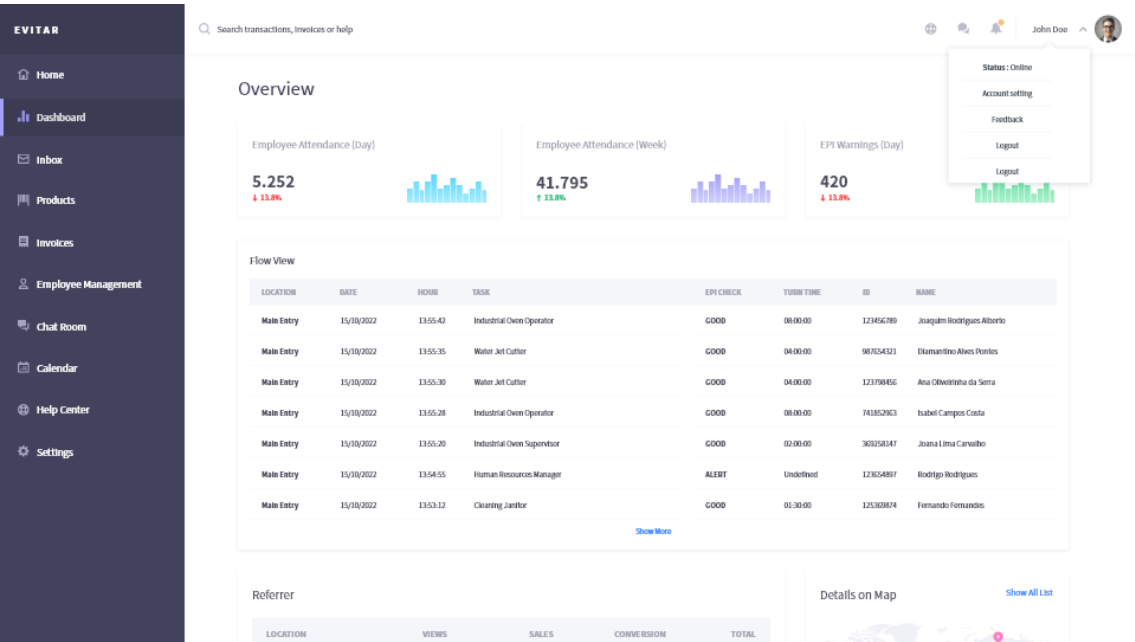 EVITAR
Search transactions, invoices or help
John Doe
Home
Dashboard
Inbox
Products
Invoices
Employee Management
Chat Room
Calendar
Help Center
Settings
Status : Online
Account setting
Feedback
Logout
Logout
Overview
Employee Attendance (Day)
5.252
↓ 13.8%
Employee Attendance (Week)
41.795
↑ 13.8%
EPI Warnings (Day)
420
↓ 13.8%
Flow View
LOCATION DATE HOUR TASK EPI CHECK TURN TIME ID NAME
Main Entry 15/10/2022 13:55:42 Industrial Oven Operator GOOD 08:00:00 123456789 Joaquim Rodrigues Alberto
Main Entry 15/10/2022 13:55:35 Water Jet Cutter GOOD 04:00:00 987654321 Diamantino Alves Pontes
Main Entry 15/10/2022 13:55:30 Water Jet Cutter GOOD 04:00:00 123798456 Ana Oliveirinha da Serra
Main Entry 15/10/2022 13:55:28 Industrial Oven Operator GOOD 08:00:00 741852963 Isabel Campos Costa
Main Entry 15/10/2022 13:55:20 Industrial Oven Supervisor GOOD 02:00:00 369258147 Joana Lima Carvalho
Main Entry 15/10/2022 13:54:55 Human Resources Manager ALERT Undefined 123654897 Rodrigo Rodrigues
Main Entry 15/10/2022 13:53:12 Cleaning Janitor GOOD 01:30:00 125369874 Fernando Fernandes
Show More
Referrer
LOCATION VIEWS SALES CONVERSION TOTAL
Details on Map
Show All List